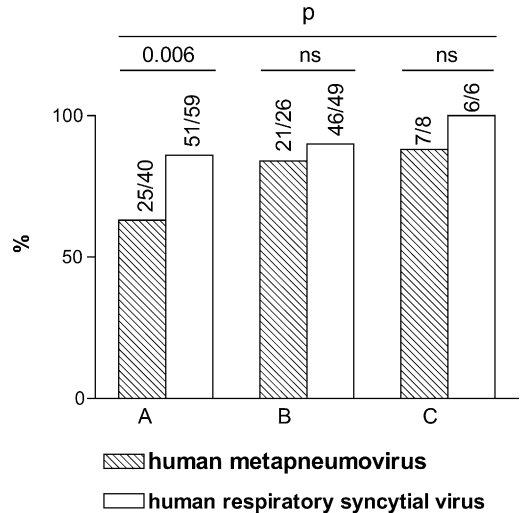 p
0.006 ns ns
25/40 51/59 21/26 46/49 7/8 6/6
100
50
0
%
A B C
human metapneumovirus
human respiratory syncytial virus